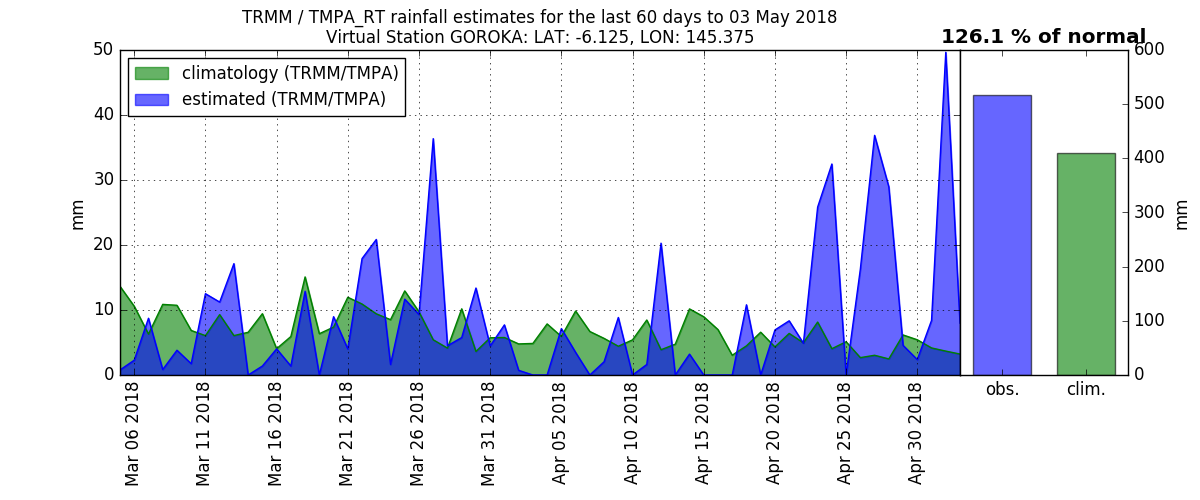 TRMM / TMPA_RT rainfall estimates for the last 60 days to 03 May 2018
Virtual Station GOROKA: LAT: -6.125, LON: 145.375
126.1 % of normal
climatology (TRMM/TMPA)
estimated (TRMM/TMPA)
mm
50
40
30
20
10
0
Mar 06 2018
Mar 11 2018
Mar 16 2018
Mar 21 2018
Mar 26 2018
Mar 31 2018
Apr 05 2018
Apr 10 2018
Apr 15 2018
Apr 20 2018
Apr 25 2018
Apr 30 2018
600
500
400
300
200
100
0
mm
obs.
clim.